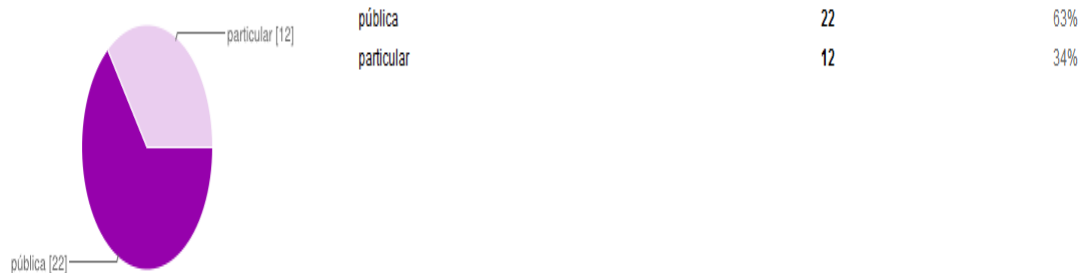 pública 22 63%
particular [12]
particular 12 34%
pública [22]